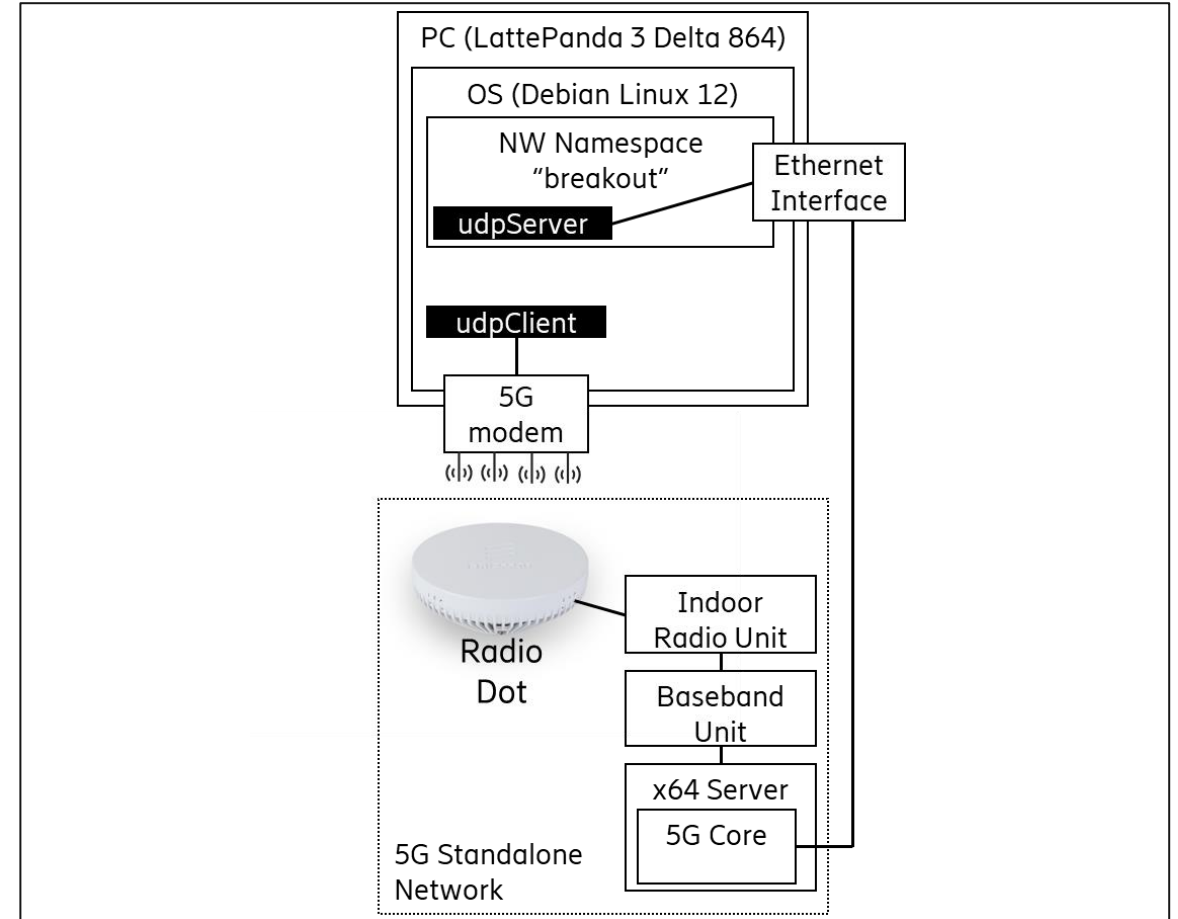 PC (LattePanda 3 Delta 864)
OS (Debian Linux 12)
NW Namespace
“breakout”
Ethernet
Interface
udpServer
udpClient
5G
modem
Radio
Dot
Indoor
Radio Unit
Baseband
Unit
x64 Server
5G Core
5G Standalone
Network